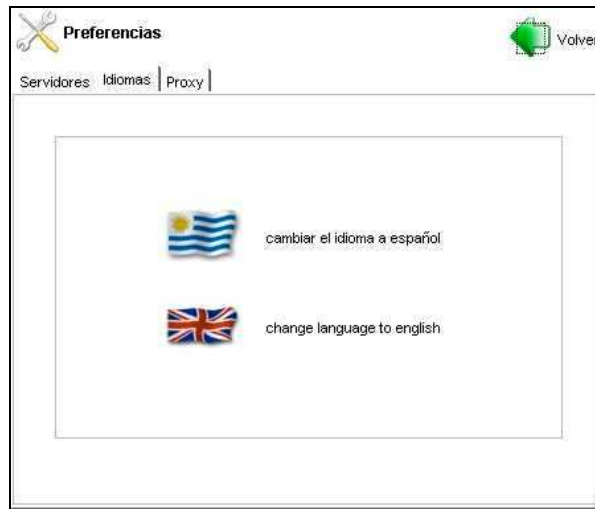 Preferencias
Volver
Servidores Idiomas Proxy
cambiar el idioma a español
change language to english